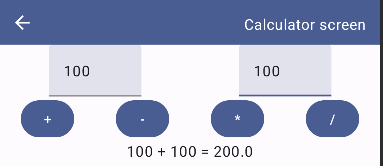 Calculator screen
100 100
+ - * /
100 + 100 = 200.0